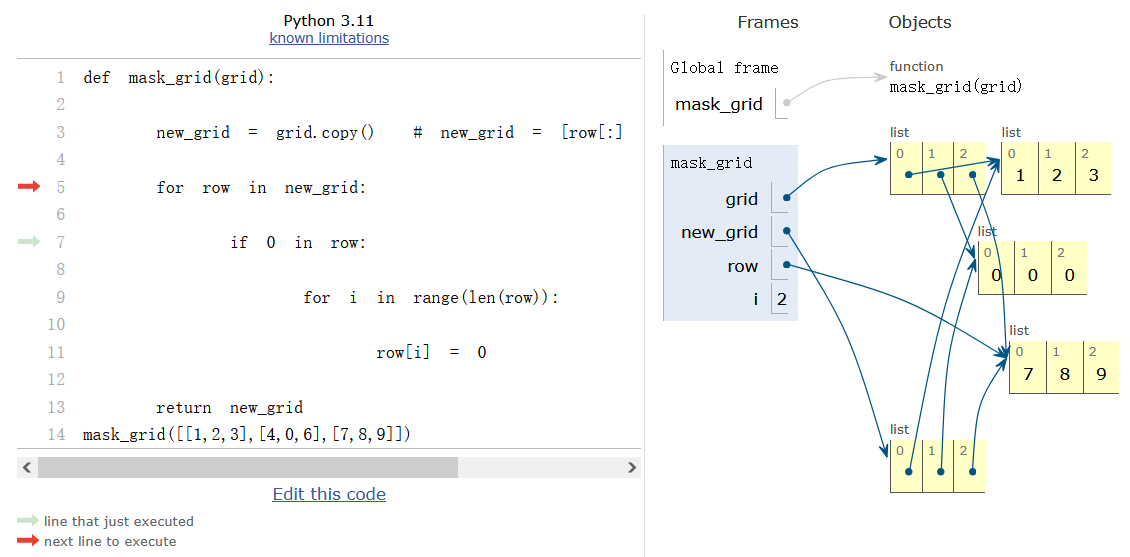 Python 3.11
known limitations
1 def mask_grid(grid):
2
3 new_grid = grid.copy() # new_grid = [row[:]
4
5 for row in new_grid:
6
7 if 0 in row:
8
9 for i in range(len(row)):
10
11 row[i] = 0
12
13 return new_grid
14 mask_grid([[1,2,3],[4,0,6],[7,8,9]])
Edit this code
line that just executed
next line to execute
Frames
Objects
Global frame
mask_grid
function
mask_grid(grid)
mask_grid
grid
new_grid
row
i 2
list
0 1 2
list
0 1 2
1 2 3
list
0 1 2
0 0 0
list
0 1 2
7 8 9
list
0 1 2